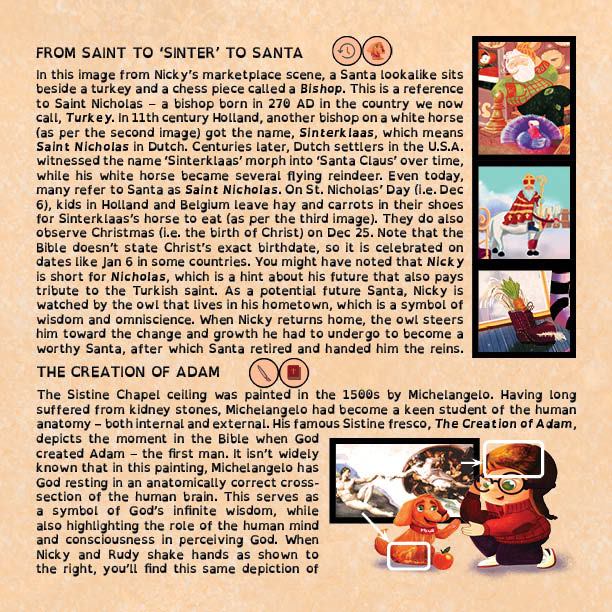 FROM SAINT TO ‘SINTER’ TO SANTA
In this image from Nicky’s marketplace scene, a Santa lookalike sits
beside a turkey and a chess piece called a Bishop. This is a reference
to Saint Nicholas – a bishop born in 270 AD in the country we now
call, Turkey. In 11th century Holland, another bishop on a white horse
(as per the second image) got the name, Sinterklaas, which means
Saint Nicholas in Dutch. Centuries later, Dutch settlers in the U.S.A.
witnessed the name ‘Sinterklaas’ morph into ‘Santa Claus’ over time,
while his white horse became several flying reindeer. Even today,
many refer to Santa as Saint Nicholas. On St. Nicholas’ Day (i.e. Dec
6), kids in Holland and Belgium leave hay and carrots in their shoes
for Sinterklaas’s horse to eat (as per the third image). They do also
observe Christmas (i.e. the birth of Christ) on Dec 25. Note that the
Bible doesn’t state Christ’s exact birthdate, so it is celebrated on
dates like Jan 6 in some countries. You might have noted that Nicky
is short for Nicholas, which is a hint about his future that also pays
tribute to the Turkish saint. As a potential future Santa, Nicky is
watched by the owl that lives in his hometown, which is a symbol of
wisdom and omniscience. When Nicky returns home, the owl steers
him toward the change and growth he had to undergo to become a
worthy Santa, after which Santa retired and handed him the reins.
THE CREATION OF ADAM
The Sistine Chapel ceiling was painted in the 1500s by Michelangelo. Having long
suffered from kidney stones, Michelangelo had become a keen student of the human
anatomy – both internal and external. His famous Sistine fresco, The Creation of Adam,
depicts the moment in the Bible when God
created Adam – the first man. It isn’t widely
known that in this painting, Michelangelo has
God resting in an anatomically correct cross-
section of the human brain. This serves as
a symbol of God’s infinite wisdom, while
also highlighting the role of the human mind
and consciousness in perceiving God. When
Nicky and Rudy shake hands as shown to
the right, you’ll find this same depiction of